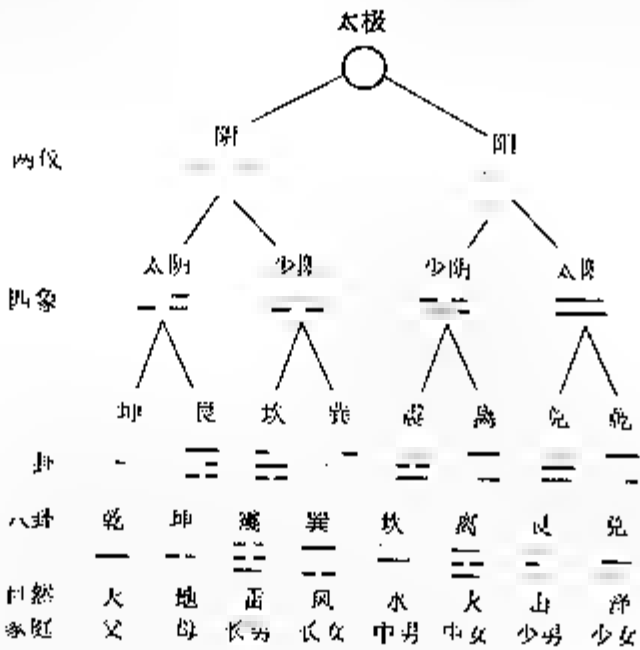 太极
阴 阳
两仪
太阴 少阳 少阴 太阳
四象
坤 艮 坎 巽 震 离 兑 乾
卦
八卦 乾 坤 震 巽 坎 离 艮 兑
自然 天 地 雷 风 水 火 山 泽
家庭 父 母 长男 长女 中男 中女 少男 少女